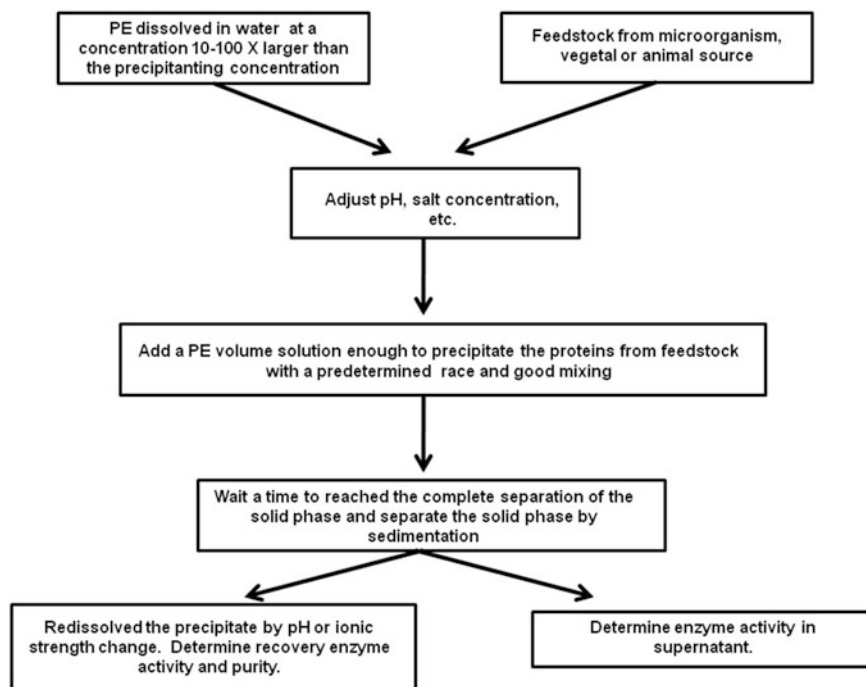 PE dissolved in water at a
concentration 10-100 X larger than
the precipitanting concentration
Feedstock from microorganism,
vegetal or animal source
Adjust pH, salt concentration,
etc.
Add a PE volume solution enough to precipitate the proteins from feedstock
with a predetermined race and good mixing
Wait a time to reached the complete separation of the
solid phase and separate the solid phase by
sedimentation
Redissolved the precipitate by pH or ionic
strength change. Determine recovery enzyme
activity and purity.
Determine enzyme activity in
supernatant.